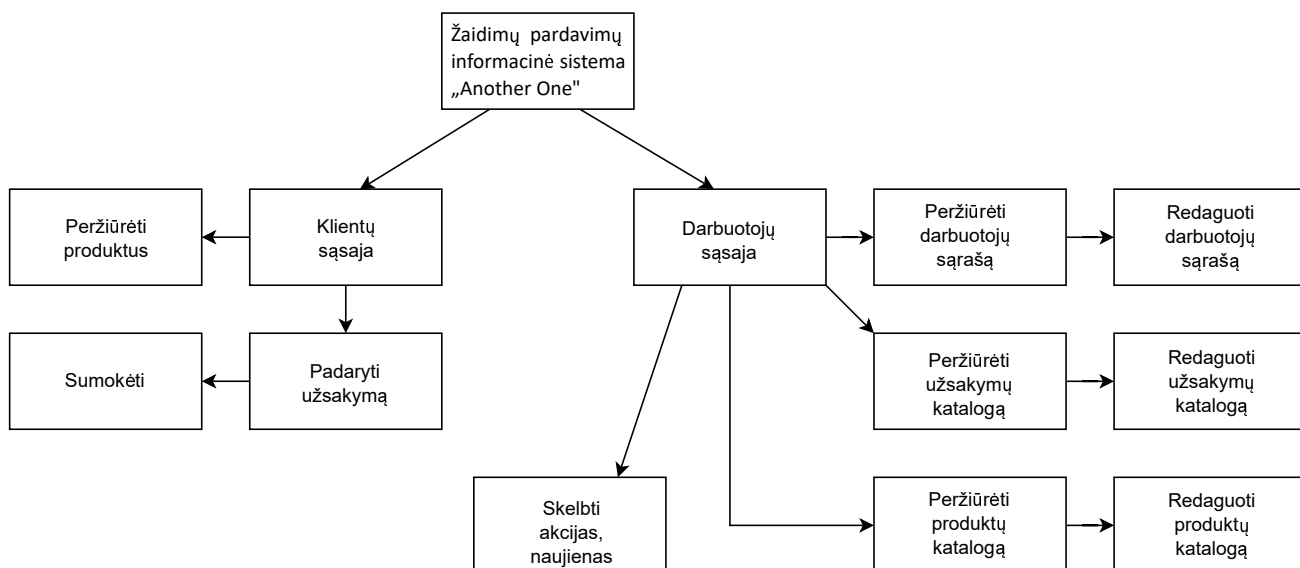 Žaidimų pardavimų
informacinė sistema
„Another One"
Peržiūrėti
produktus
Klientų
sąsaja
Darbuotojų
sąsaja
Peržiūrėti
darbuotojų
sąrašą
Redaguoti
darbuotojų
sąrašą
Sumokėti
Padaryti
užsakymą
Peržiūrėti
užsakymų
katalogą
Redaguoti
užsakymų
katalogą
Skelbti
akcijas,
naujienas
Peržiūrėti
produktų
katalogą
Redaguoti
produktų
katalogą